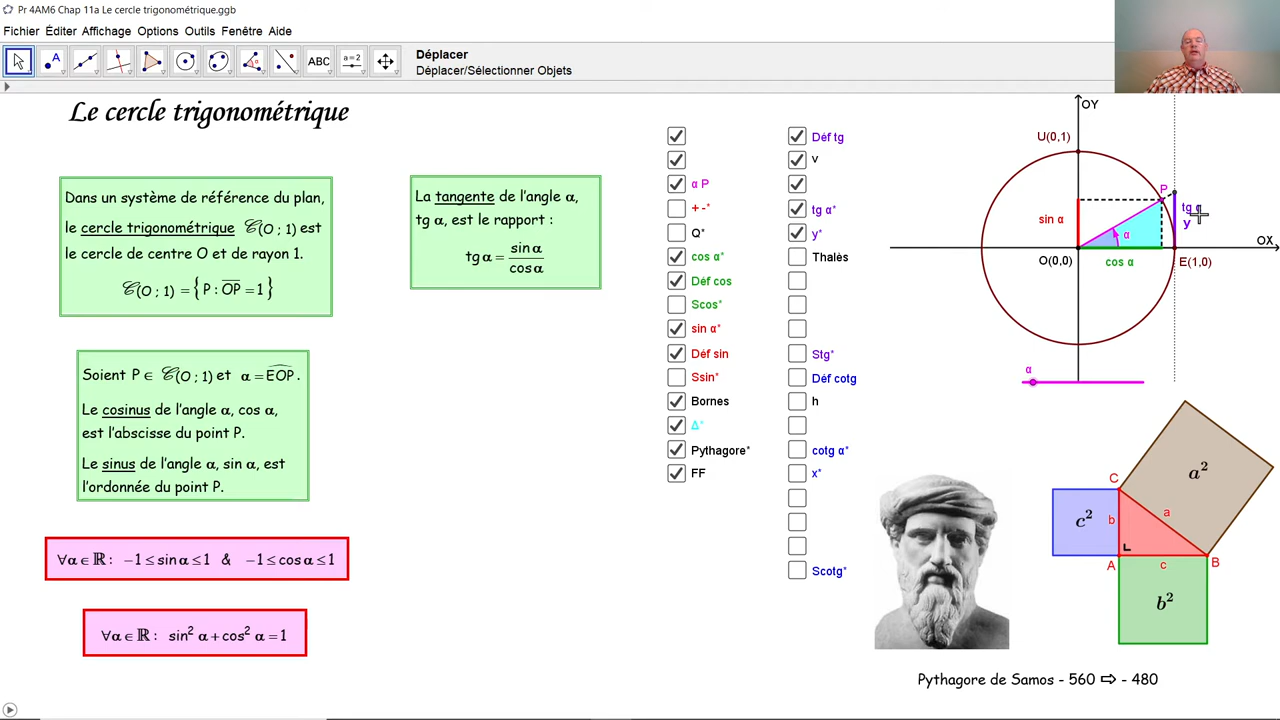 Pr 4AM6 Chap 11a Le cercle trigonométrique.ggb
Fichier Éditer Affichage Options Outils Fenêtre Aide
A
ABC
a=2
Déplacer
Déplacer/Sélectionner Objets
Le cercle trigonométrique
Dans un système de référence du plan,
le cercle trigonométrique 𝒞(O ; 1) est
le cercle de centre O et de rayon 1.
𝒞(O ; 1) = { P : O̅P̅ = 1 }
Soient P ∈ 𝒞(O ; 1) et α = EOP .
Le cosinus de l'angle α, cos α,
est l'abscisse du point P.
Le sinus de l'angle α, sin α, est
l'ordonnée du point P.
∀α ∈ ℝ : −1 ≤ sin α ≤ 1 & −1 ≤ cos α ≤ 1
∀α ∈ ℝ : sin² α + cos² α = 1
La tangente de l'angle α,
tg α, est le rapport :
tg α = sin α / cos α
α P
+ -*
Q*
cos α*
Déf cos
Scos*
sin α*
Déf sin
Ssin*
Bornes
Δ*
Pythagore*
FF
Déf tg
v
tg α*
y*
Thalès
Stg*
Déf cotg
h
cotg α*
x*
Scotg*
OY
U(0,1)
P
tg α
sin α
y
α
OX
O(0,0)
cos α
E(1,0)
α
a²
C
c²
b
a
A
c
B
b²
Pythagore de Samos - 560 ⇨ - 480